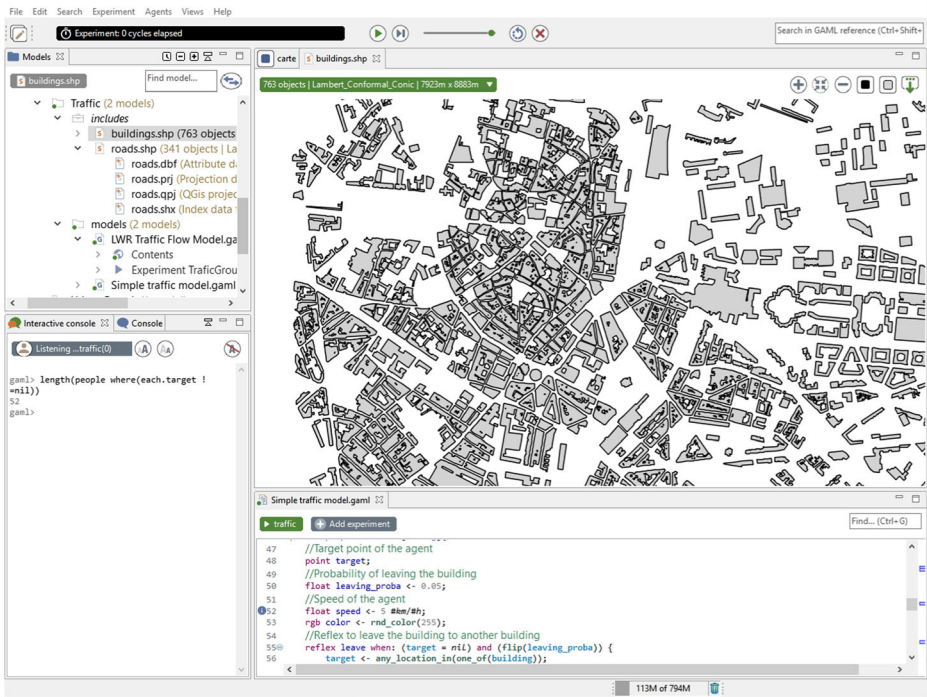 File Edit Search Experiment Agents Views Help
Experiment: 0 cycles elapsed
Search in GAML reference (Ctrl+Shift+
Models
buildings.shp
Find model...
Traffic (2 models)
includes
buildings.shp (763 objects
roads.shp (341 objects | La
roads.dbf (Attribute da
roads.prj (Projection d
roads.qpj (QGis projec
roads.shx (Index data
models (2 models)
LWR Traffic Flow Model.ga
Contents
Experiment TraficGrou
Simple traffic model.gaml
carte
buildings.shp
763 objects | Lambert_Conformal_Conic | 7923m x 8883m
Interactive console
Console
Listening ...traffic(0)
gaml> length(people where(each.target !
=nil))
52
gaml>
Simple traffic model.gaml
traffic
Add experiment
Find... (Ctrl+G)
47 //Target point of the agent
48 point target;
49 //Probability of leaving the building
50 float leaving_proba <- 0.05;
51 //Speed of the agent
52 float speed <- 5 #km/#h;
53 rgb color <- rnd_color(255);
54 //Reflex to leave the building to another building
55 reflex leave when: (target = nil) and (flip(leaving_proba)) {
56 target <- any_location_in(one_of(building));
113M of 794M